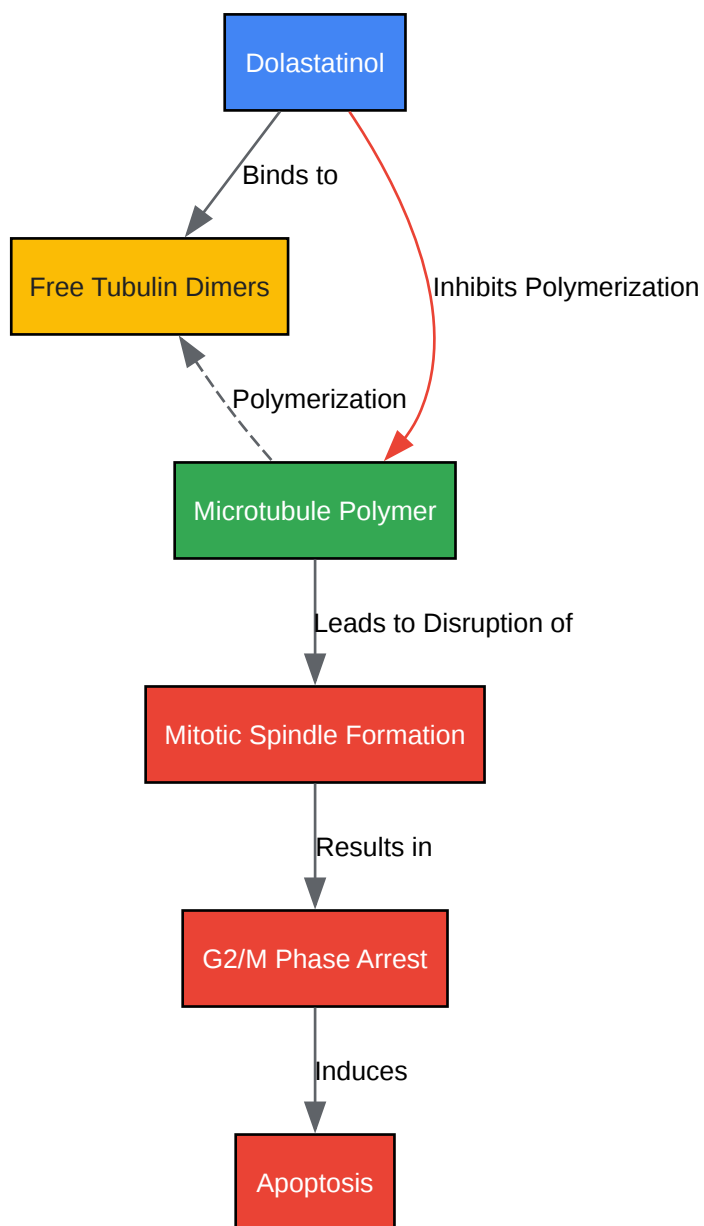 Dolastatinol
Binds to
Free Tubulin Dimers
Inhibits Polymerization
Polymerization
Microtubule Polymer
Leads to Disruption of
Mitotic Spindle Formation
Results in
G2/M Phase Arrest
Induces
Apoptosis